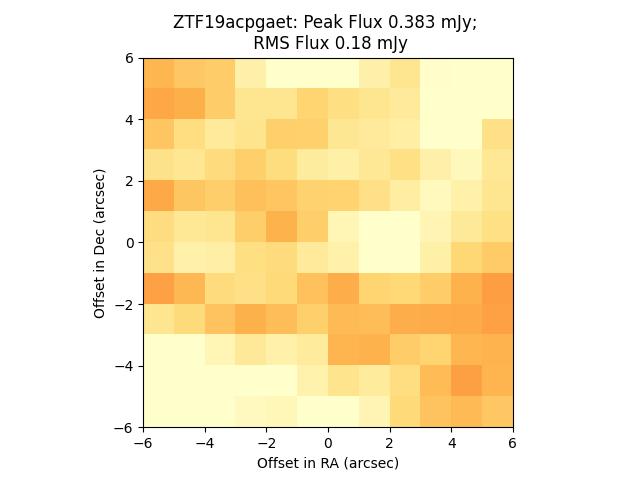 ZTF19acpgaet: Peak Flux 0.383 mJy;
RMS Flux 0.18 mJy
6
4
2
0
−2
−4
−6
Offset in Dec (arcsec)
−6 −4 −2 0 2 4 6
Offset in RA (arcsec)